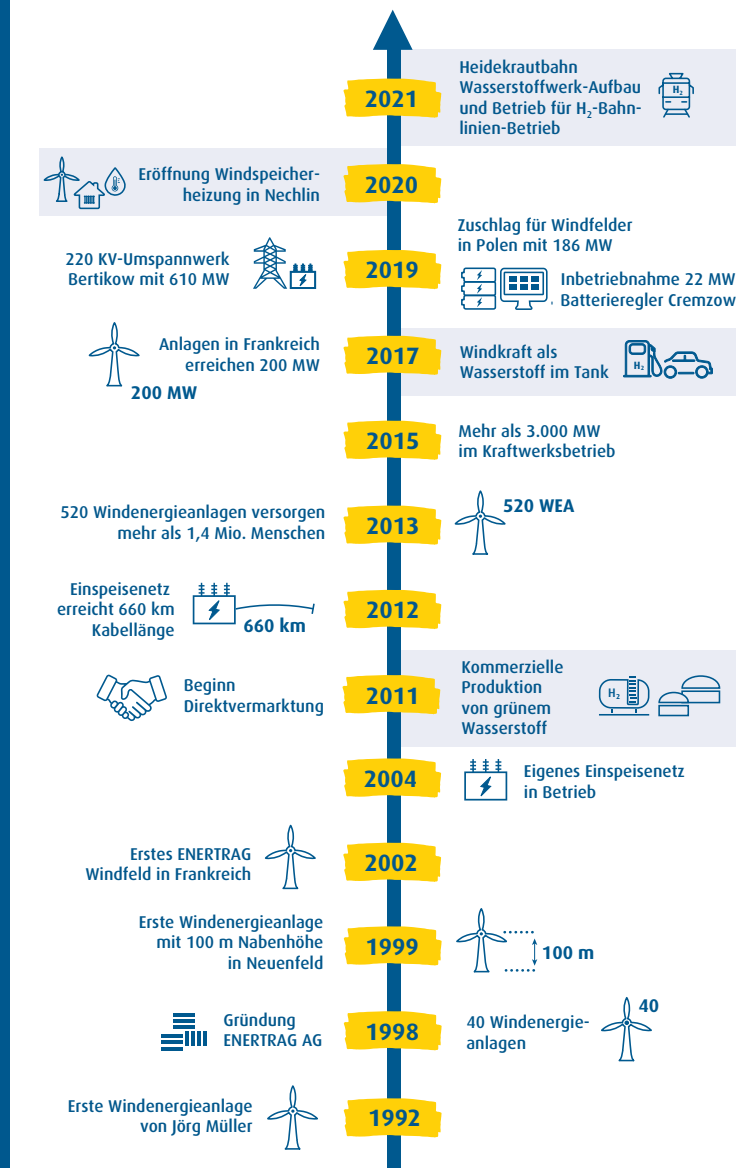 2021
Heidekrautbahn
Wasserstoffwerk-Aufbau
und Betrieb für H₂-Bahn-
linien-Betrieb
H₂
Eröffnung Windspeicher-
heizung in Nechlin
2020
220 KV-Umspannwerk
Bertikow mit 610 MW
2019
Zuschlag für Windfelder
in Polen mit 186 MW
Inbetriebnahme 22 MW
Batterieregler Cremzow
Anlagen in Frankreich
erreichen 200 MW
200 MW
2017
Windkraft als
Wasserstoff im Tank
H₂
2015
Mehr als 3.000 MW
im Kraftwerksbetrieb
520 Windenergieanlagen versorgen
mehr als 1,4 Mio. Menschen
2013
520 WEA
Einspeisenetz
erreicht 660 km
Kabellänge
660 km
2012
Beginn
Direktvermarktung
2011
Kommerzielle
Produktion
von grünem
Wasserstoff
H₂
2004
Eigenes Einspeisenetz
in Betrieb
Erstes ENERTRAG
Windfeld in Frankreich
2002
Erste Windenergieanlage
mit 100 m Nabenhöhe
in Neuenfeld
1999
100 m
Gründung
ENERTRAG AG
1998
40 Windenergie-
anlagen
40
Erste Windenergieanlage
von Jörg Müller
1992